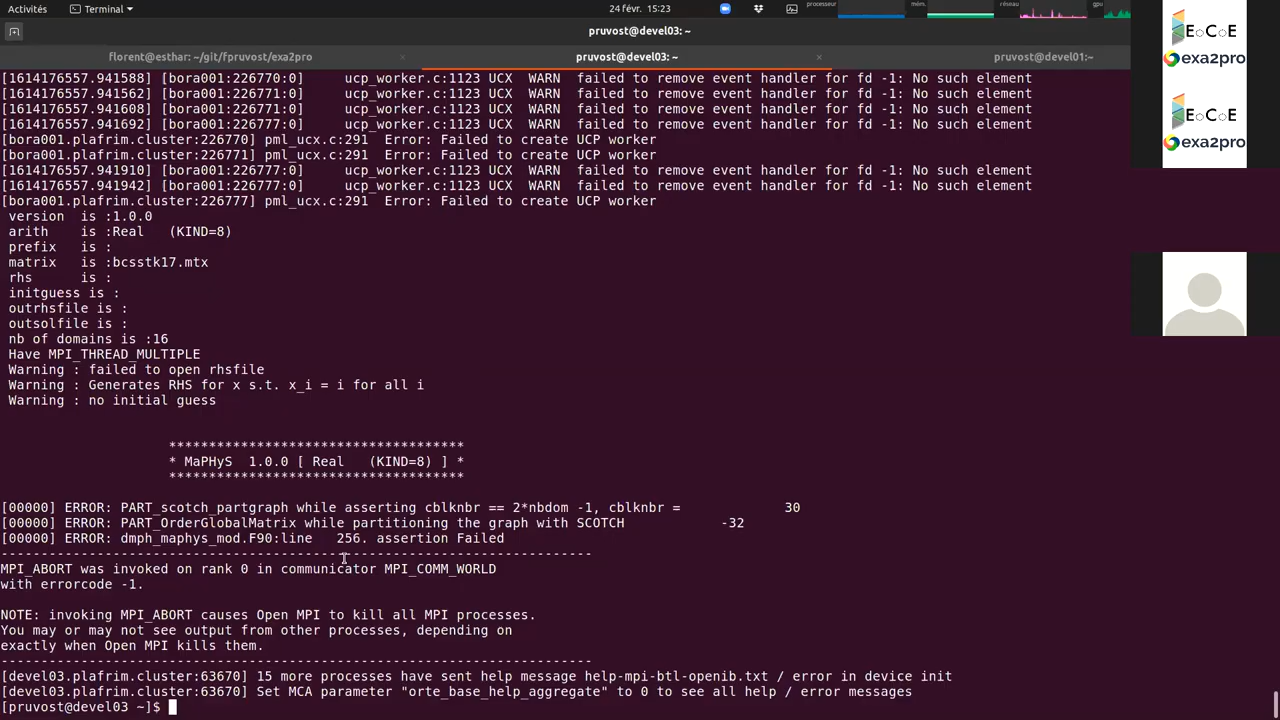 Activités Terminal 24 févr. 15:23 processeur mém. réseau gpu
pruvost@devel03: ~
florent@esthar: ~/git/fpruvost/exa2pro × pruvost@devel03: ~ × pruvost@devel01:~
[1614176557.941588] [bora001:226770:0] ucp_worker.c:1123 UCX WARN failed to remove event handler for fd -1: No such element
[1614176557.941562] [bora001:226771:0] ucp_worker.c:1123 UCX WARN failed to remove event handler for fd -1: No such element
[1614176557.941608] [bora001:226771:0] ucp_worker.c:1123 UCX WARN failed to remove event handler for fd -1: No such element
[1614176557.941692] [bora001:226777:0] ucp_worker.c:1123 UCX WARN failed to remove event handler for fd -1: No such element
[bora001.plafrim.cluster:226770] pml_ucx.c:291 Error: Failed to create UCP worker
[bora001.plafrim.cluster:226771] pml_ucx.c:291 Error: Failed to create UCP worker
[1614176557.941910] [bora001:226777:0] ucp_worker.c:1123 UCX WARN failed to remove event handler for fd -1: No such element
[1614176557.941942] [bora001:226777:0] ucp_worker.c:1123 UCX WARN failed to remove event handler for fd -1: No such element
[bora001.plafrim.cluster:226777] pml_ucx.c:291 Error: Failed to create UCP worker
version is :1.0.0
arith is :Real (KIND=8)
prefix is :
matrix is :bcsstk17.mtx
rhs is :
initguess is :
outrhsfile is :
outsolfile is :
nb of domains is :16
Have MPI_THREAD_MULTIPLE
Warning : failed to open rhsfile
Warning : Generates RHS for x s.t. x_i = i for all i
Warning : no initial guess
*************************************
* MaPHyS 1.0.0 [ Real (KIND=8) ] *
*************************************
[00000] ERROR: PART_scotch_partgraph while asserting cblknbr == 2*nbdom -1, cblknbr = 30
[00000] ERROR: PART_OrderGlobalMatrix while partitioning the graph with SCOTCH -32
[00000] ERROR: dmph_maphys_mod.F90:line 256. assertion Failed
--------------------------------------------------------------------------
MPI_ABORT was invoked on rank 0 in communicator MPI_COMM_WORLD
with errorcode -1.
NOTE: invoking MPI_ABORT causes Open MPI to kill all MPI processes.
You may or may not see output from other processes, depending on
exactly when Open MPI kills them.
--------------------------------------------------------------------------
[devel03.plafrim.cluster:63670] 15 more processes have sent help message help-mpi-btl-openib.txt / error in device init
[devel03.plafrim.cluster:63670] Set MCA parameter "orte_base_help_aggregate" to 0 to see all help / error messages
[pruvost@devel03 ~]$
EoCoE
exa2pro
EoCoE
exa2pro